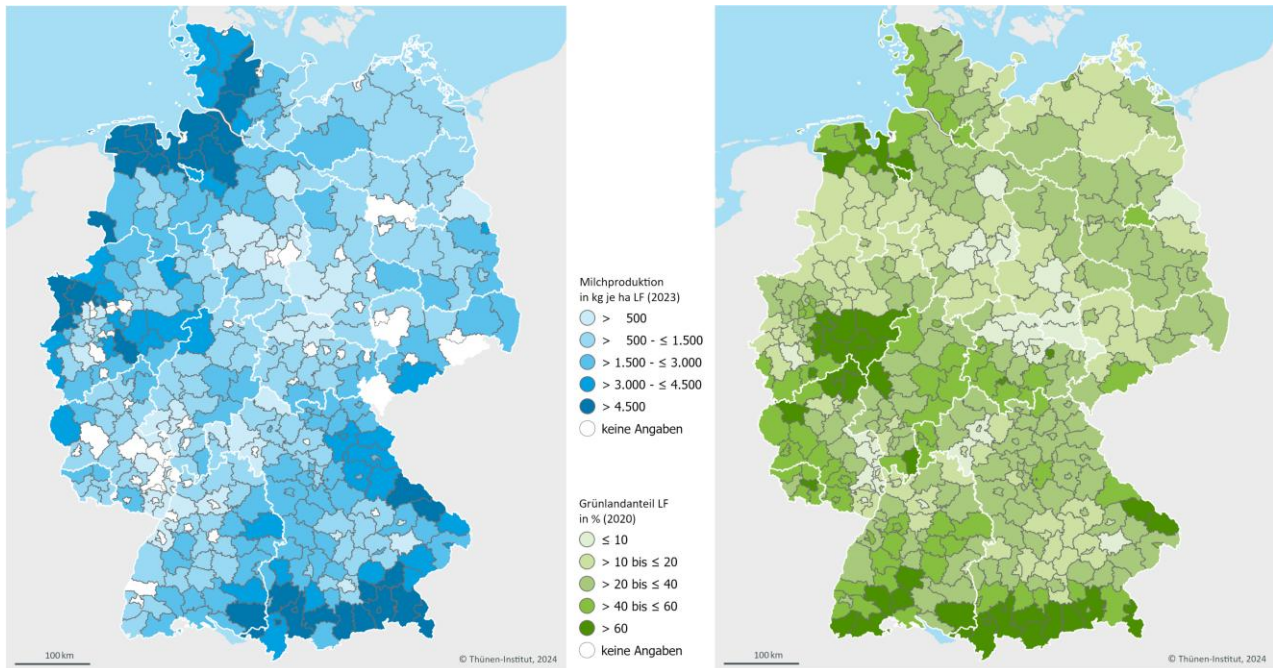 Milchproduktion
in kg je ha LF (2023)
> 500
> 500 - ≤ 1.500
> 1.500 - ≤ 3.000
> 3.000 - ≤ 4.500
> 4.500
keine Angaben
Grünlandanteil LF
in % (2020)
≤ 10
> 10 bis ≤ 20
> 20 bis ≤ 40
> 40 bis ≤ 60
> 60
keine Angaben
100 km
© Thünen-Institut, 2024
100 km
© Thünen-Institut, 2024